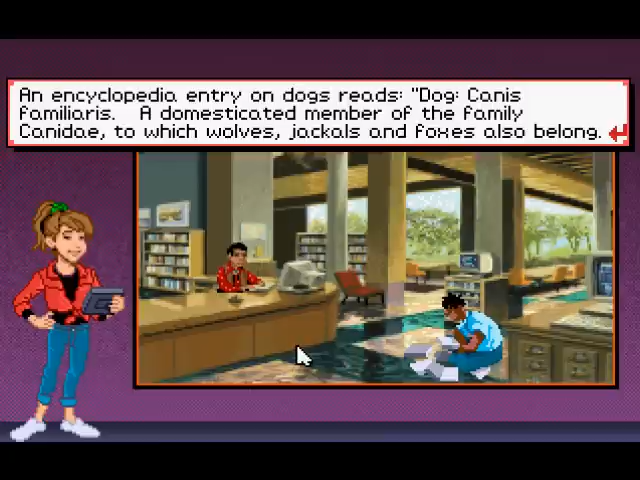 An encyclopedia entry on dogs reads: "Dog: Canis
familiaris.  A domesticated member of the family
Canidae, to which wolves, jackals and foxes also belong.